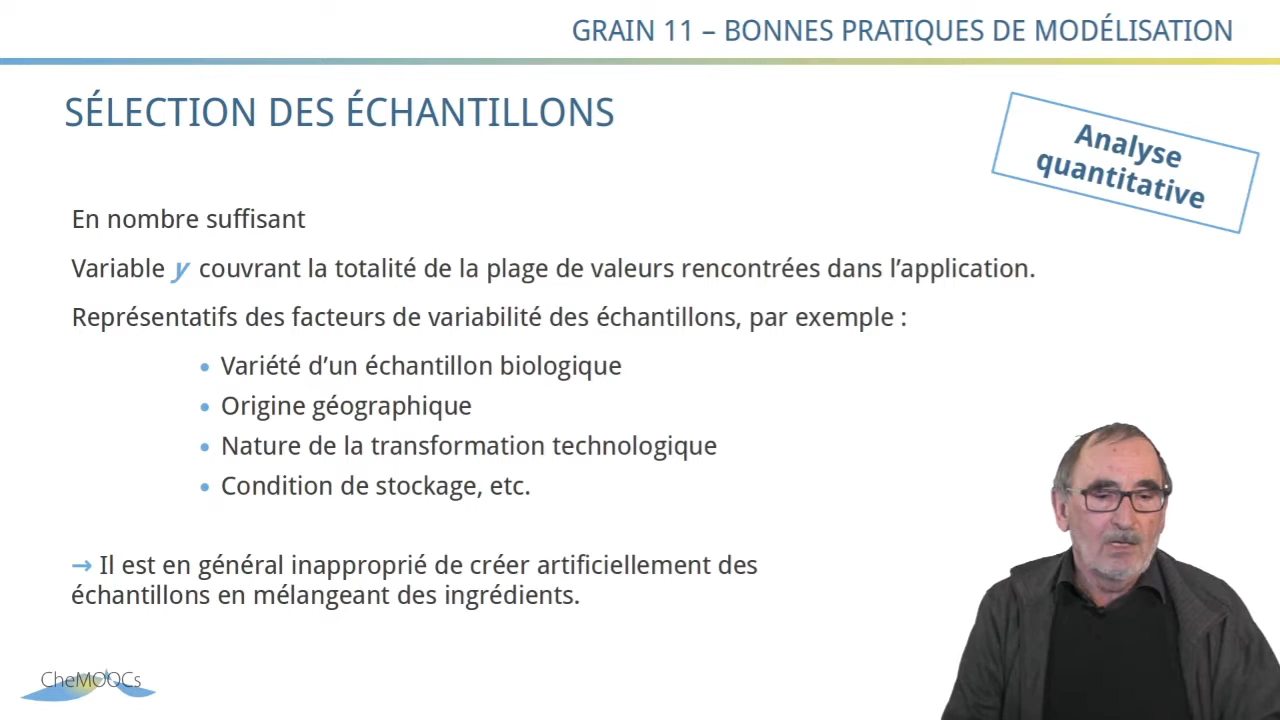 GRAIN 11 – BONNES PRATIQUES DE MODÉLISATION
SÉLECTION DES ÉCHANTILLONS
Analyse
quantitative
En nombre suffisant
Variable y couvrant la totalité de la plage de valeurs rencontrées dans l’application.
Représentatifs des facteurs de variabilité des échantillons, par exemple :
• Variété d’un échantillon biologique
• Origine géographique
• Nature de la transformation technologique
• Condition de stockage, etc.
→ Il est en général inapproprié de créer artificiellement des
échantillons en mélangeant des ingrédients.
CheMOOCs